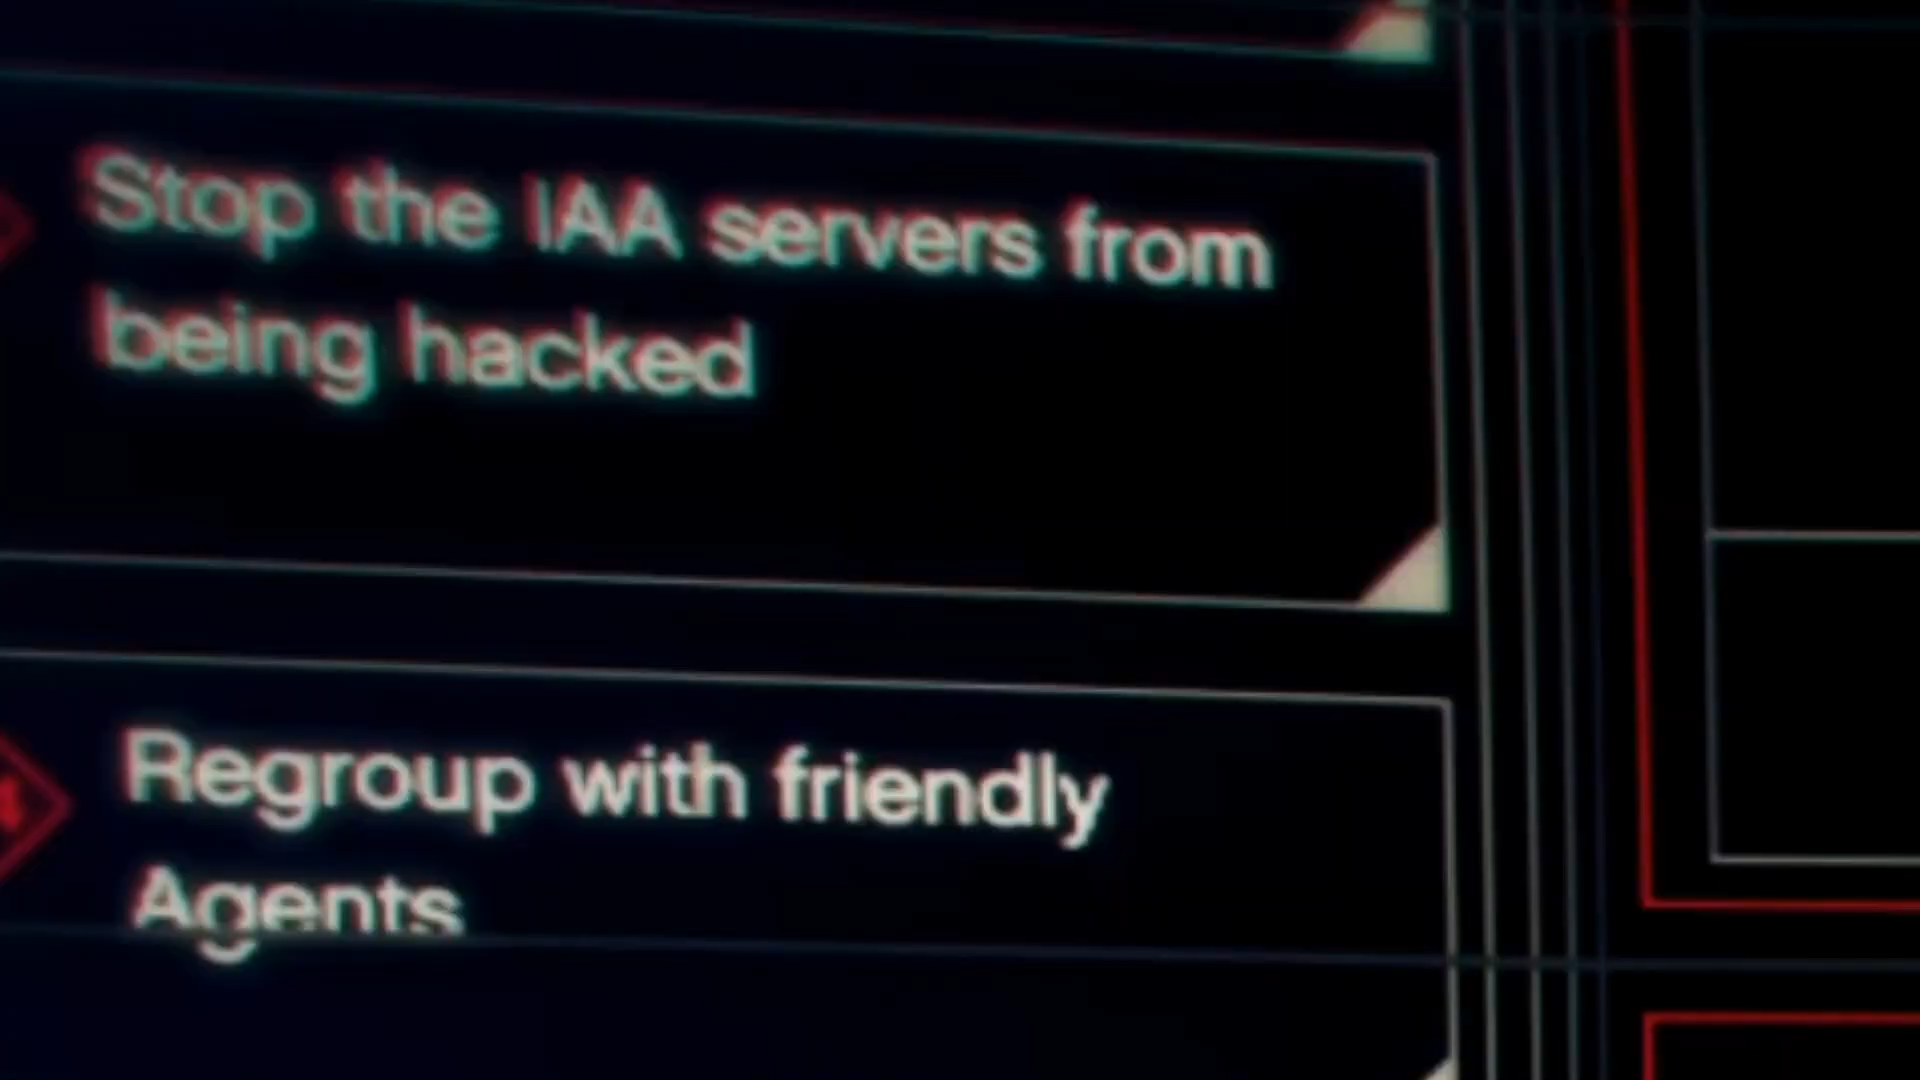 Stop the IAA servers from
being hacked
Regroup with friendly
Agents